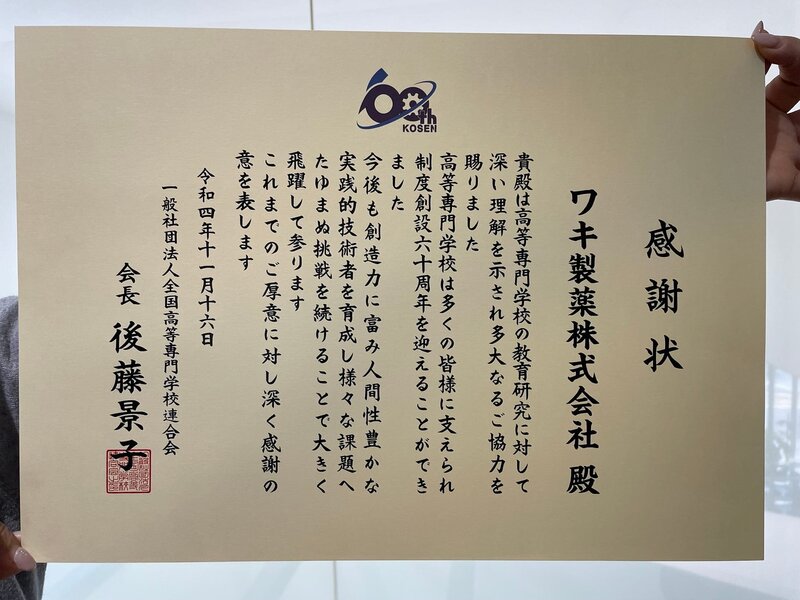 60th
KOSEN
感謝状
ワキ製薬株式会社 殿
貴殿は高等専門学校の教育研究に対して
深い理解を示され多大なるご協力を
賜りました
高等専門学校は多くの皆様に支えられ
制度創設六十周年を迎えることができ
ました
今後も創造力に富み人間性豊かな
実践的技術者を育成し様々な課題へ
たゆまぬ挑戦を続けることで大きく
飛躍して参ります
これまでのご厚意に対し深く感謝の
意を表します
令和四年十一月十六日
一般社団法人全国高等専門学校連合会
会長 後藤景子